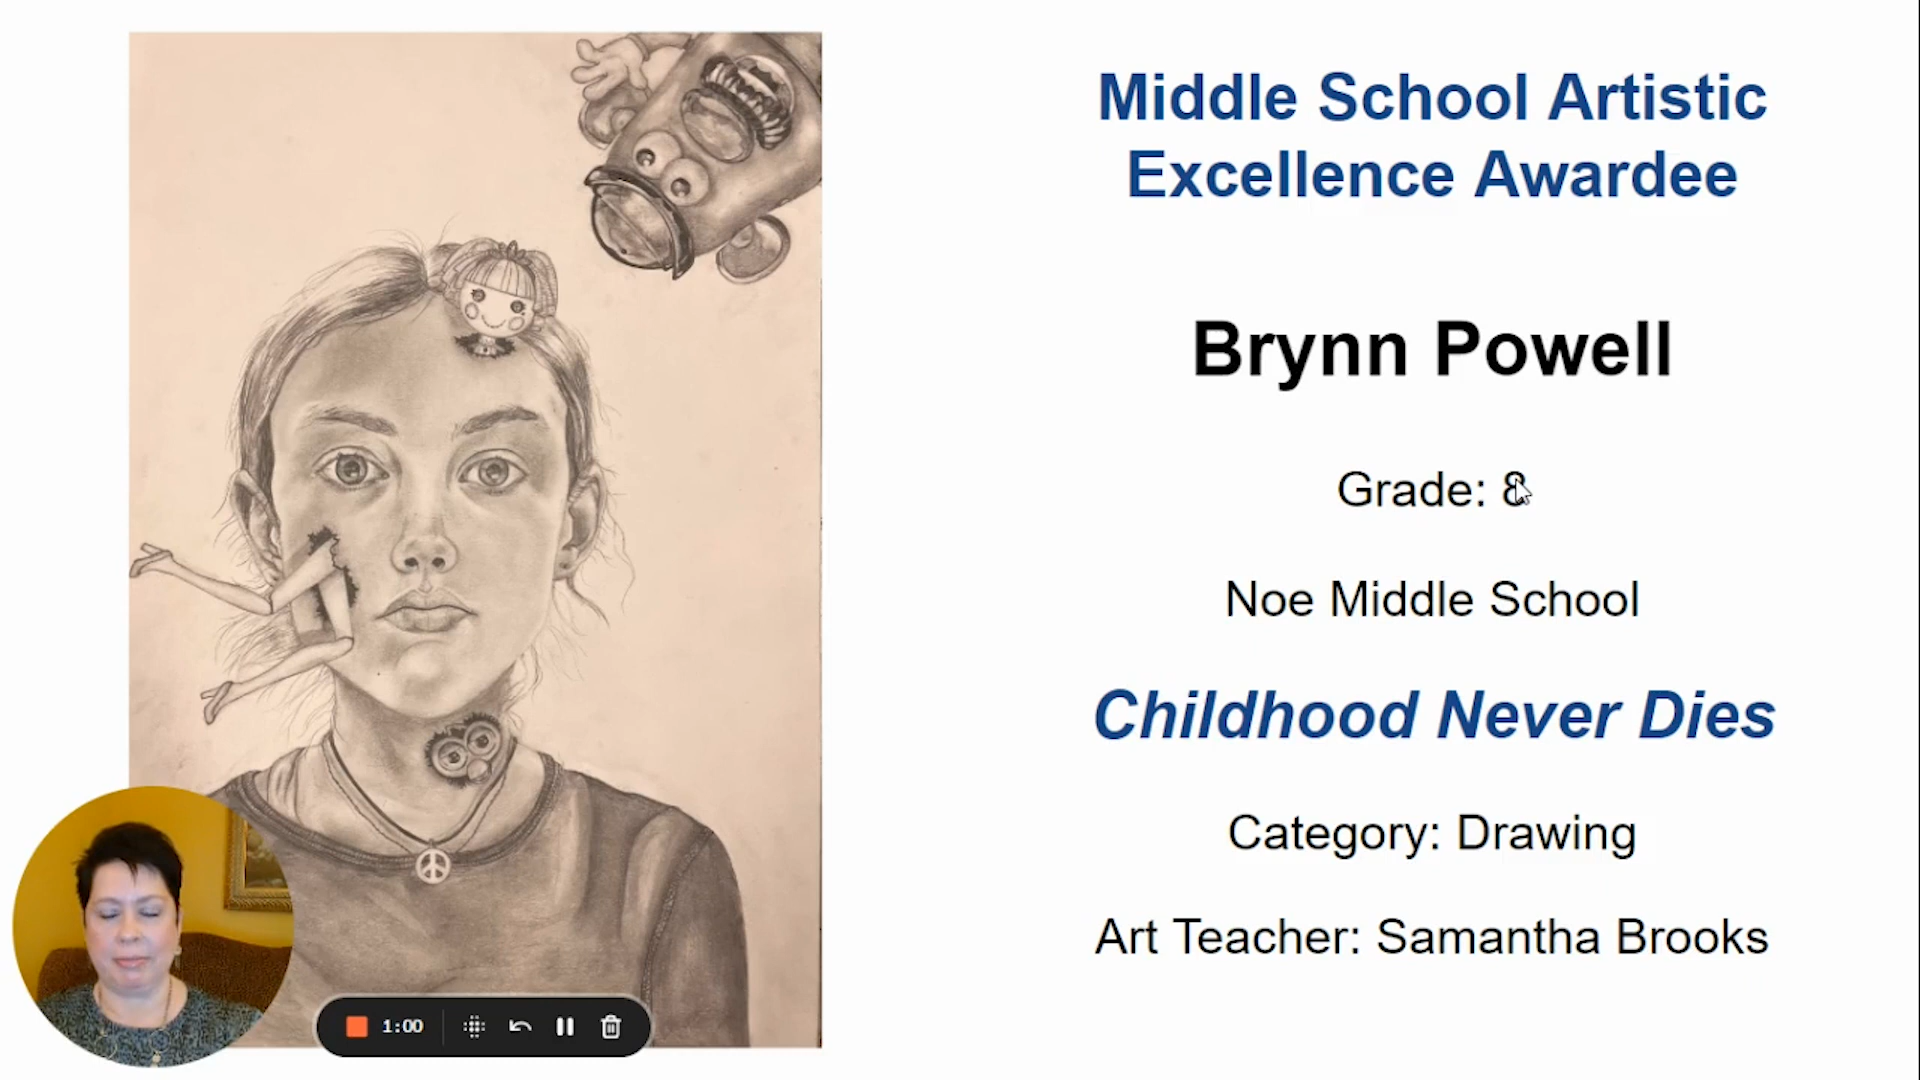 Middle School Artistic
Excellence Awardee
Brynn Powell
Grade: 8
Noe Middle School
Childhood Never Dies
Category: Drawing
Art Teacher: Samantha Brooks
1:00